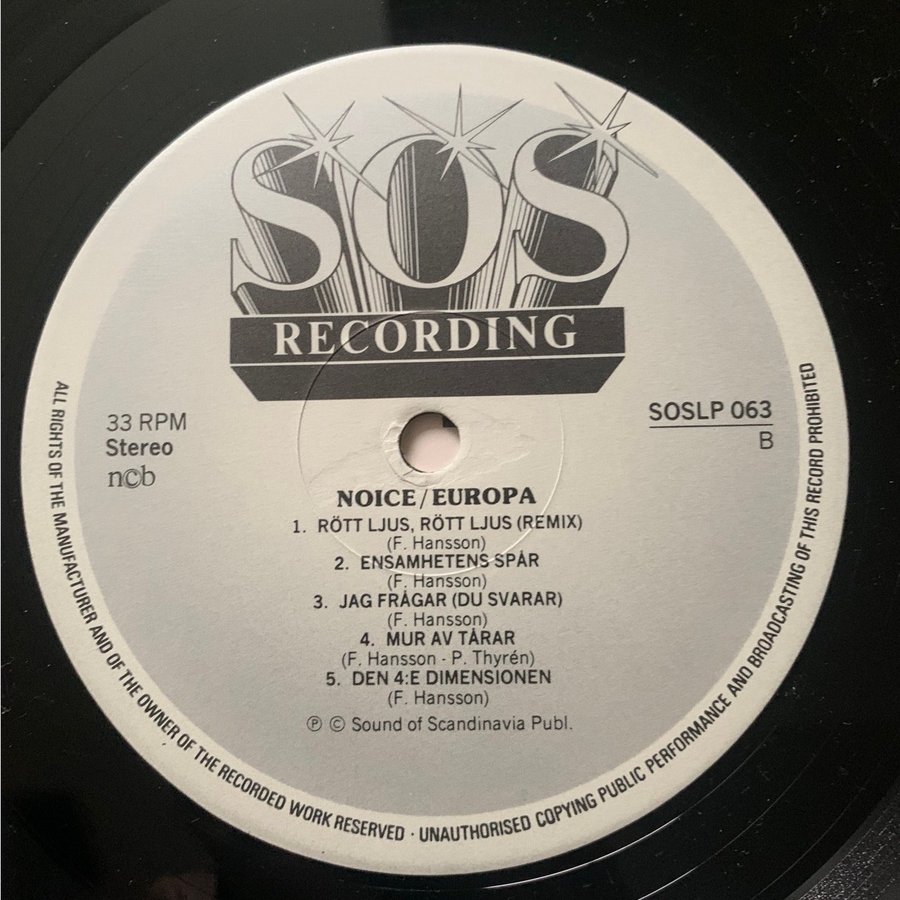 SOS
RECORDING
33 RPM
Stereo
ncb
SOSLP 063
B
NOICE/EUROPA
1. RÖTT LJUS, RÖTT LJUS (REMIX)
(F. Hansson)
2. ENSAMHETENS SPÅR
(F. Hansson)
3. JAG FRÅGAR (DU SVARAR)
(F. Hansson)
4. MUR AV TÅRAR
(F. Hansson - P. Thyrén)
5. DEN 4:E DIMENSIONEN
(F. Hansson)
℗ © Sound of Scandinavia Publ.
ALL RIGHTS OF THE MANUFACTURER AND OF THE OWNER OF THE RECORDED WORK RESERVED · UNAUTHORISED COPYING PUBLIC PERFORMANCE AND BROADCASTING OF THIS RECORD PROHIBITED